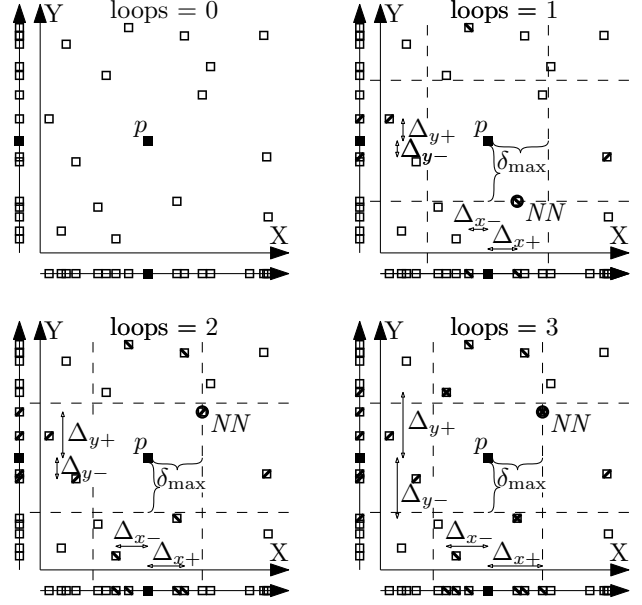 Y loops = 0
p
X
Y loops = 1
p
Δy+
Δy−
δmax
NN
Δx−
X
Δx+
Y loops = 2
NN
Δy+
p
Δy−
δmax
Δx−
X
Δx+
Y loops = 3
NN
Δy+
p
δmax
Δy−
Δx−
X
Δx+